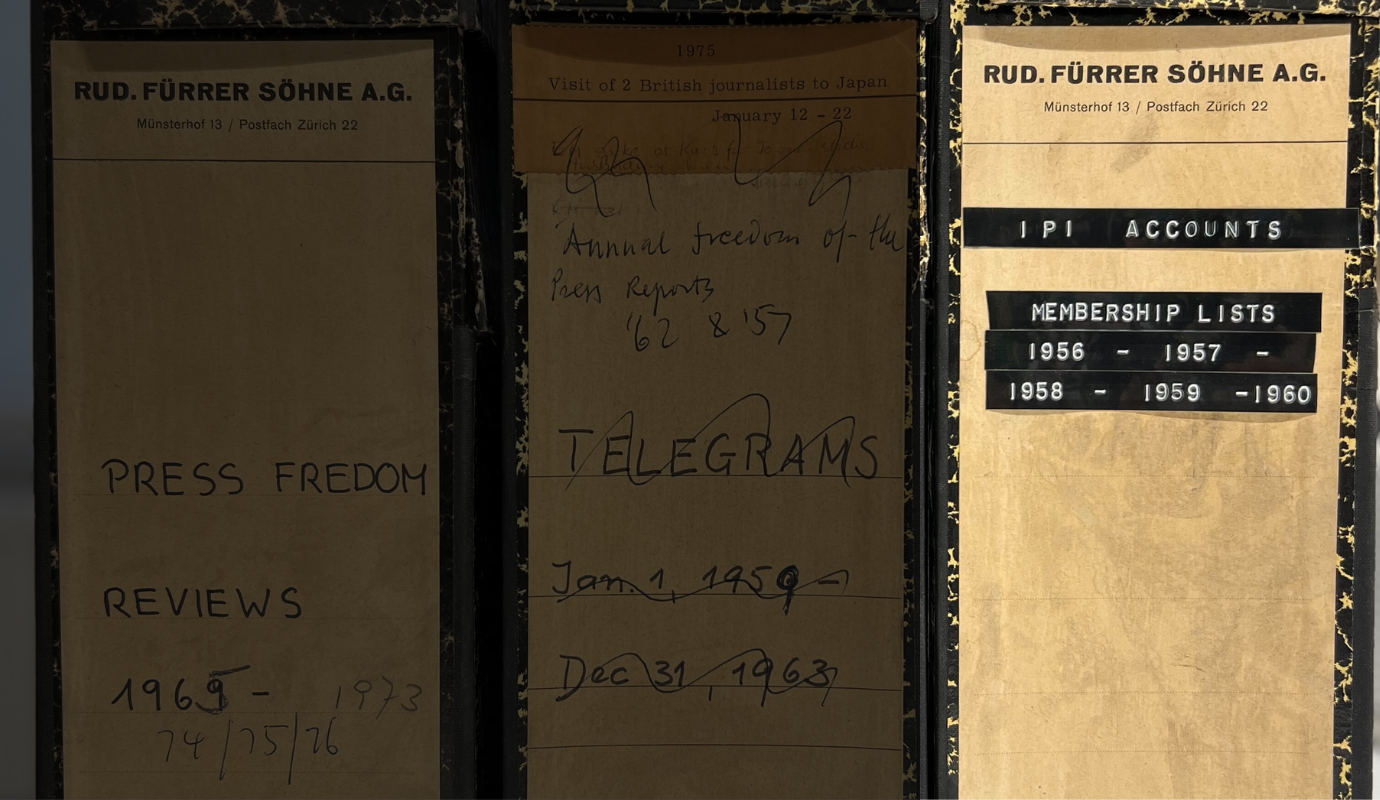 RUD. FÜRRER SÖHNE A.G.
Münsterhof 13 / Postfach Zürich 22
PRESS FREDOM
REVIEWS
1965 - 1973
74/75/76
1975
Visit of 2 British journalists to Japan
January 12 - 22
Annual freedom of the
Press Reports
'62 & '57
TELEGRAMS
Jan. 1, 1959 -
Dec 31, 1963
RUD. FÜRRER SÖHNE A.G.
Münsterhof 13 / Postfach Zürich 22
IPI ACCOUNTS
MEMBERSHIP LISTS
1956 - 1957 -
1958 - 1959 -1960